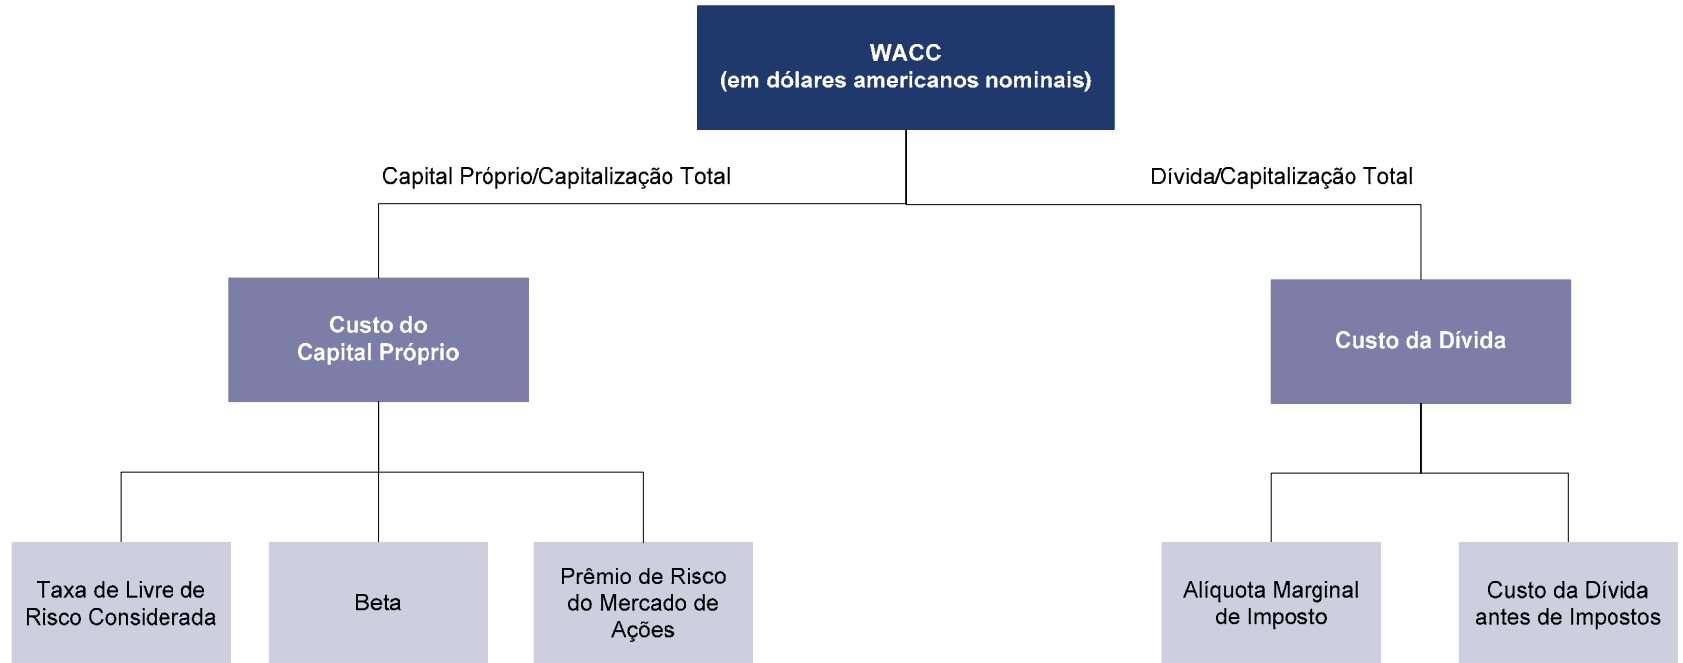 WACC
(em dólares americanos nominais)
Capital Próprio/Capitalização Total
Dívida/Capitalização Total
Custo do
Capital Próprio
Custo da Dívida
Taxa de Livre de
Risco Considerada
Beta
Prêmio de Risco
do Mercado de
Ações
Alíquota Marginal
de Imposto
Custo da Dívida
antes de Impostos